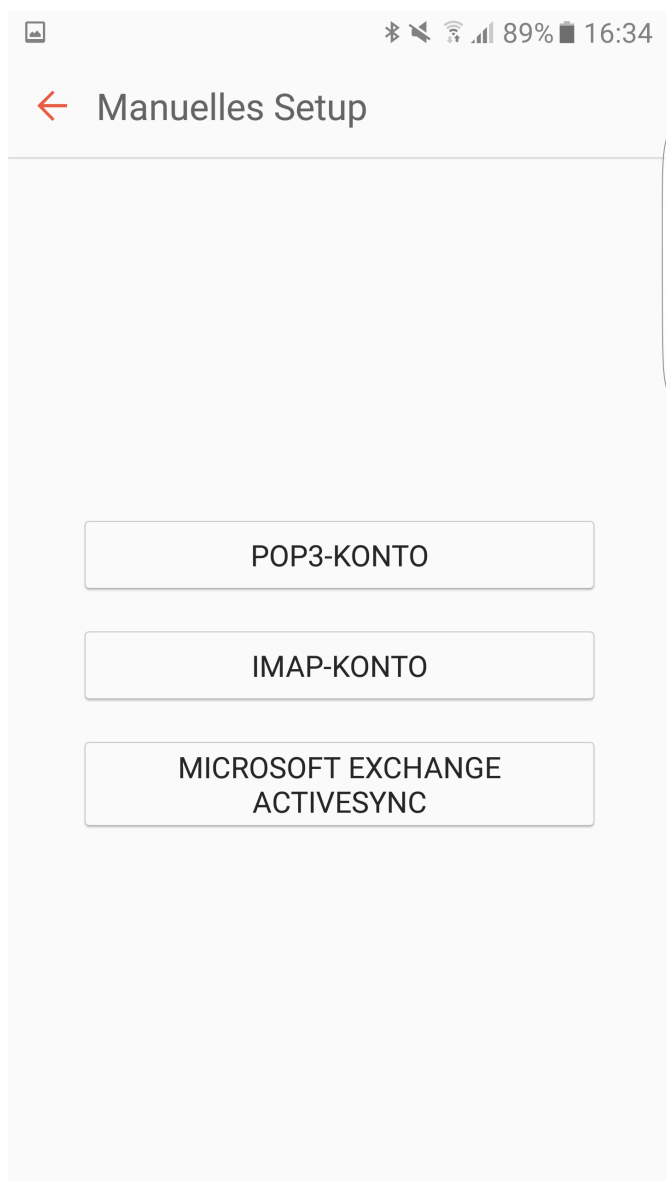 89% 16:34
Manuelles Setup
POP3-KONTO
IMAP-KONTO
MICROSOFT EXCHANGE
ACTIVESYNC